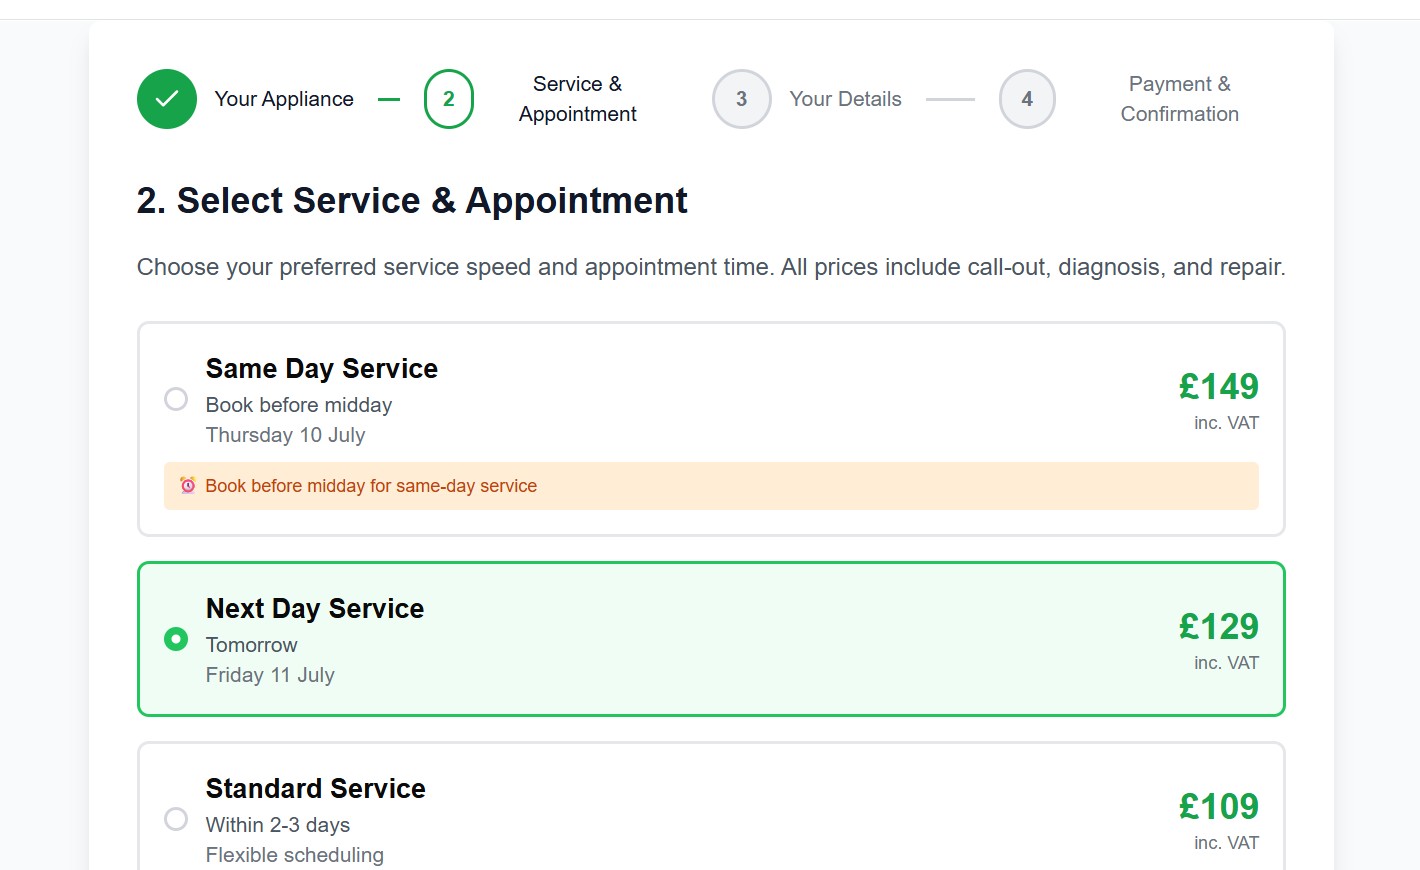 Your Appliance
2
Service &
Appointment
3
Your Details
4
Payment &
Confirmation
2. Select Service & Appointment
Choose your preferred service speed and appointment time. All prices include call-out, diagnosis, and repair.
Same Day Service
Book before midday
Thursday 10 July
£149
inc. VAT
⏰ Book before midday for same-day service
Next Day Service
Tomorrow
Friday 11 July
£129
inc. VAT
Standard Service
Within 2-3 days
Flexible scheduling
£109
inc. VAT